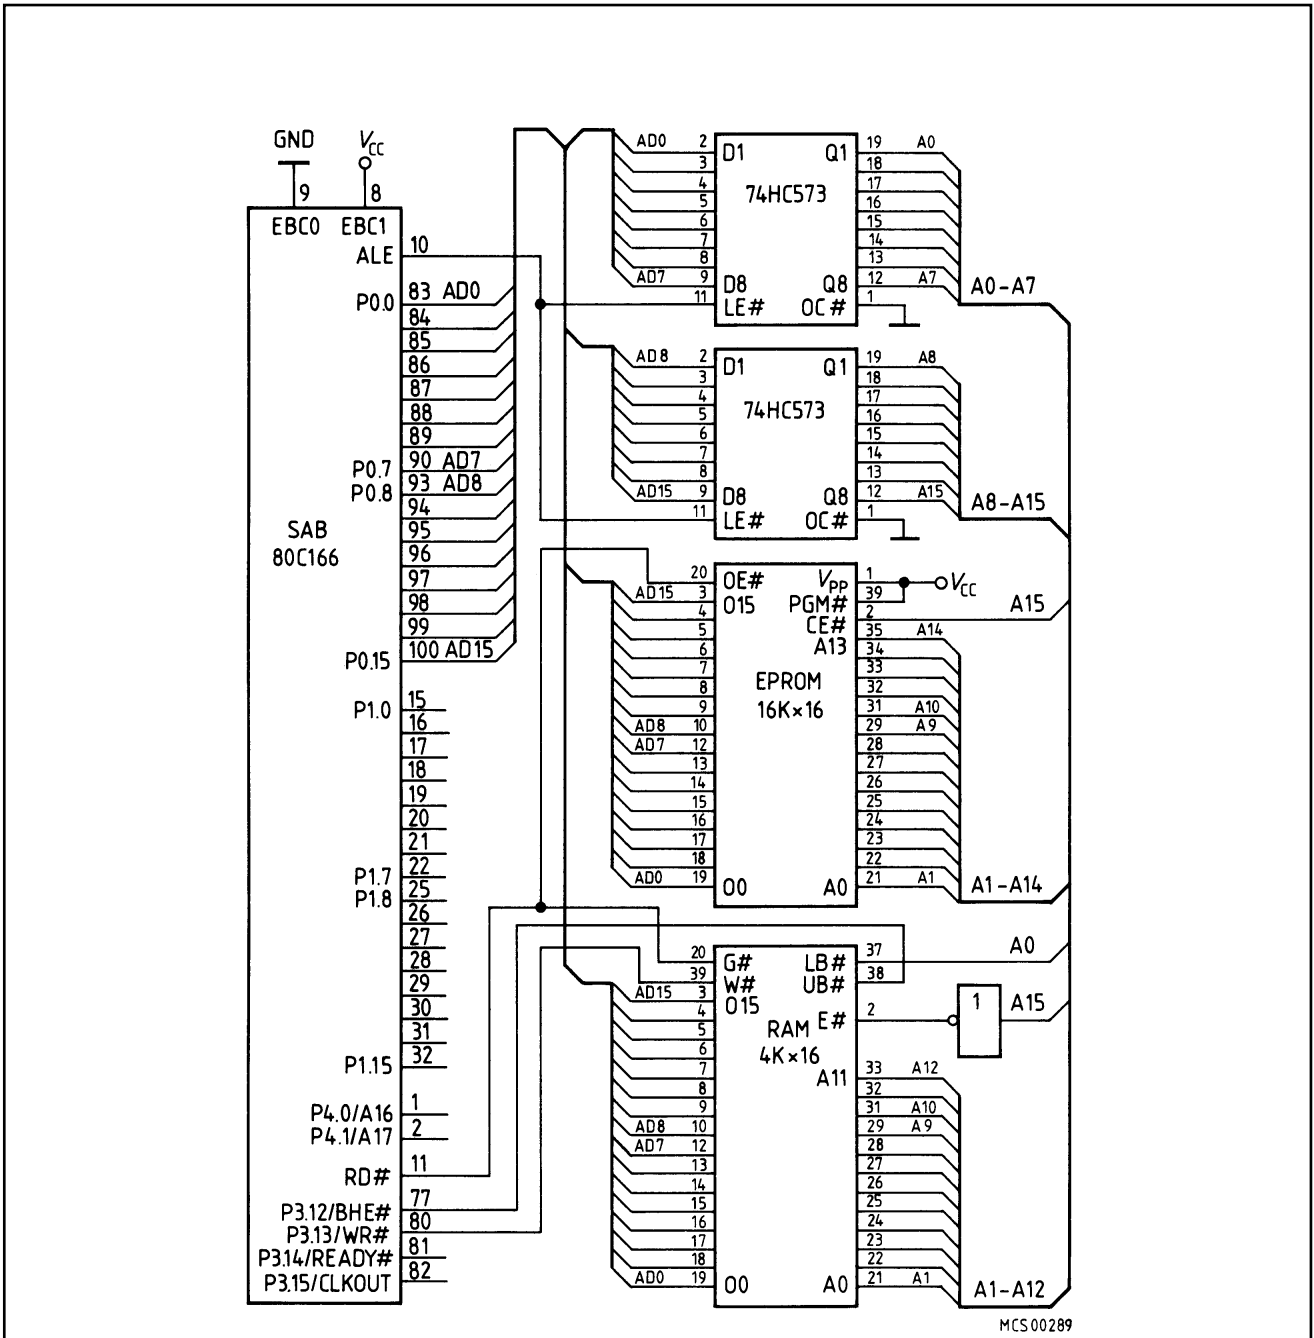 GND VCC
9 8
EBC0 EBC1
ALE 10
P0.0 83 AD0
84
85
86
87
88
89
P0.7 90 AD7
P0.8 93 AD8
94
95
96
97
98
99
P0.15 100 AD15
SAB
80C166
P1.0 15
16
17
18
19
20
21
P1.7 22
P1.8 25
26
27
28
29
30
31
P1.15 32
P4.0/A16 1
P4.1/A17 2
RD# 11
P3.12/BHE# 77
P3.13/WR# 80
P3.14/READY# 81
P3.15/CLKOUT 82
AD0 2 D1 Q1 19 A0
3 18
4 74HC573 17
5 16
6 15
7 14
8 13
AD7 9 D8 Q8 12 A7
11 LE# OC# 1
A0-A7
AD8 2 D1 Q1 19 A8
3 18
4 74HC573 17
5 16
6 15
7 14
8 13
AD15 9 D8 Q8 12 A15
11 LE# OC# 1
A8-A15
20 OE# VPP 1 VCC
AD15 3 O15 PGM# 39
4 CE# 2 A15
5 A13 35 A14
6 34
7 33
8 EPROM 32
9 16K×16 31 A10
AD8 10 29 A9
AD7 12 28
13 27
14 26
15 25
16 24
17 23
18 22
AD0 19 O0 A0 21 A1
A1-A14
20 G# LB# 37 A0
39 W# UB# 38
AD15 3 O15
4 E# 2 1 A15
5 RAM
6 4K×16
7 A11 33 A12
8 32
9 31 A10
AD8 10 29 A9
AD7 12 28
13 27
14 26
15 25
16 24
17 23
18 22
AD0 19 O0 A0 21 A1
A1-A12
MCS00289